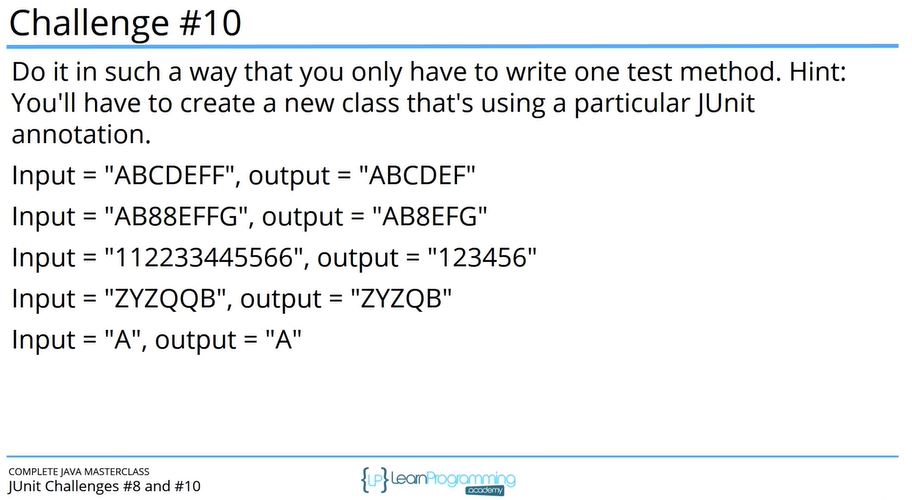 Challenge #10
Do it in such a way that you only have to write one test method. Hint:
You'll have to create a new class that's using a particular JUnit
annotation.
Input = "ABCDEFF", output = "ABCDEF"
Input = "AB88EFFG", output = "AB8EFG"
Input = "112233445566", output = "123456"
Input = "ZYZQQB", output = "ZYZQB"
Input = "A", output = "A"
COMPLETE JAVA MASTERCLASS
JUnit Challenges #8 and #10
{LP} LearnProgramming
academy